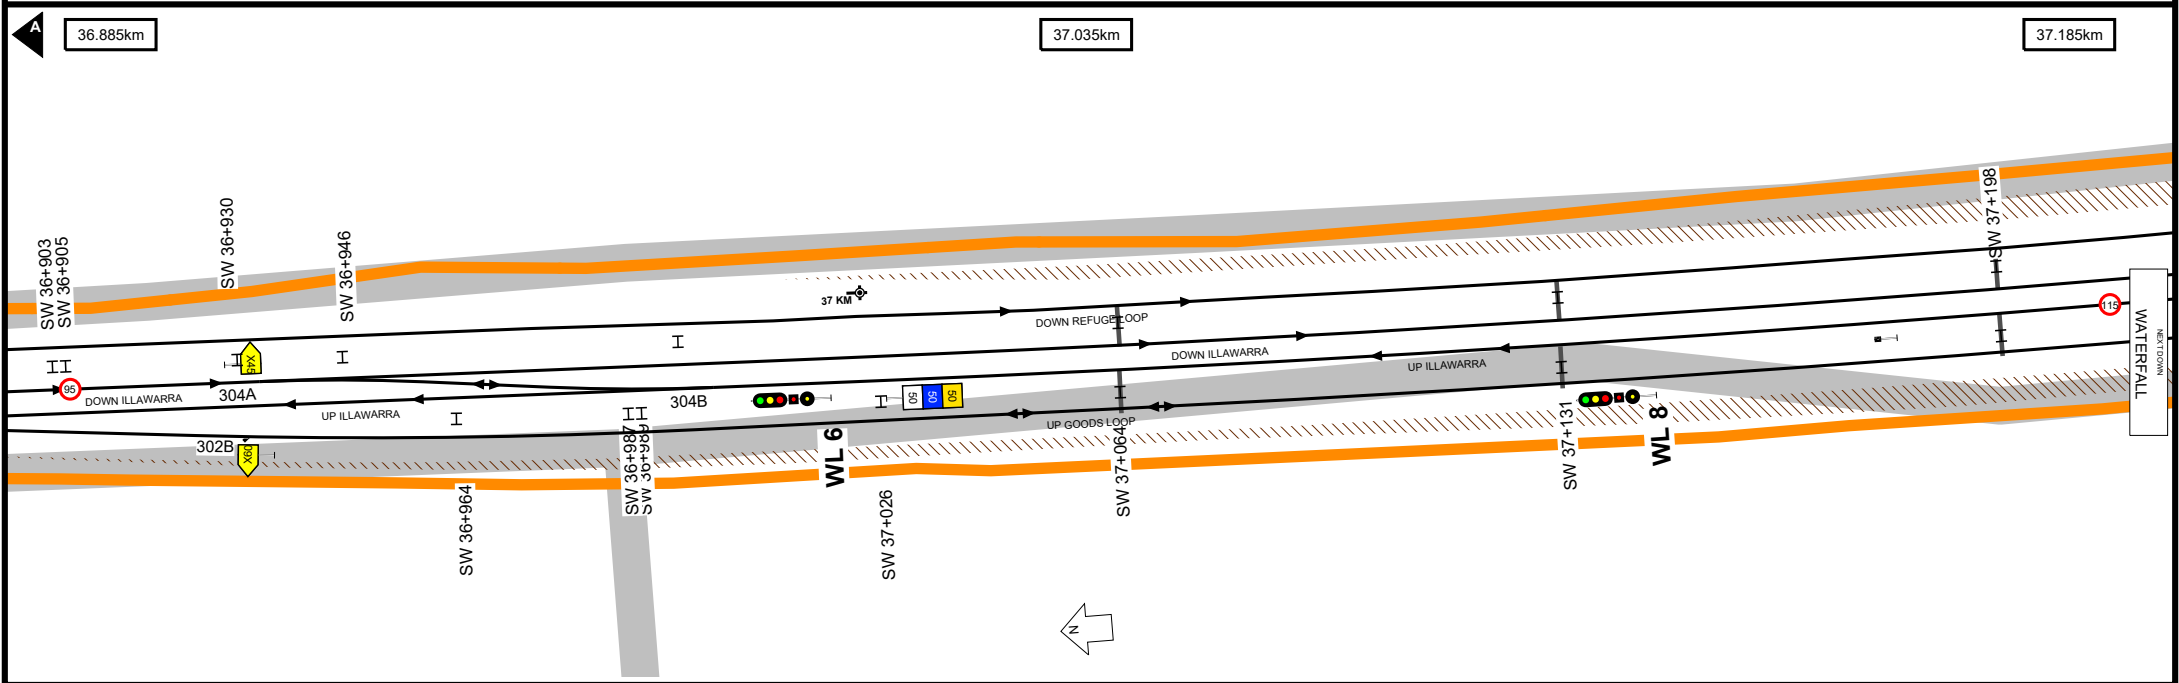 A
36.885km
37.035km
37.185km
SW 36+903
SW 36+905
SW 36+930
SW 36+946
SW 37+198
37 KM
DOWN REFUGE LOOP
DOWN ILLAWARRA
UP ILLAWARRA
115
WATERFALL
NEXT DOWN
X45
95
DOWN ILLAWARRA
304A
UP ILLAWARRA
304B
50
50
50
UP GOODS LOOP
302B
SW 36+964
SW 36+987
WL 6
SW 37+026
SW 37+064
SW 37+131
WL 8
N